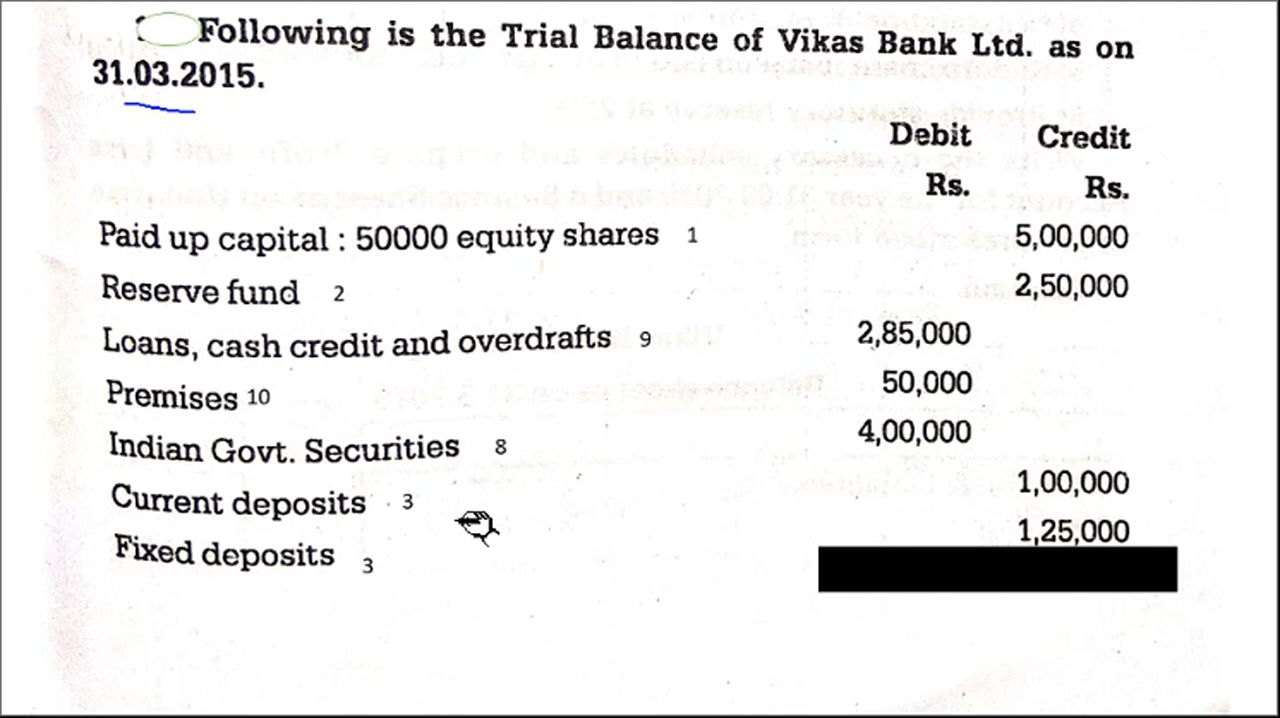 Following is the Trial Balance of Vikas Bank Ltd. as on
31.03.2015.
Debit Credit
Rs. Rs.
Paid up capital : 50000 equity shares 1 5,00,000
Reserve fund 2 2,50,000
Loans, cash credit and overdrafts 9 2,85,000
Premises 10 50,000
Indian Govt. Securities 8 4,00,000
Current deposits 3 1,00,000
Fixed deposits 3 1,25,000